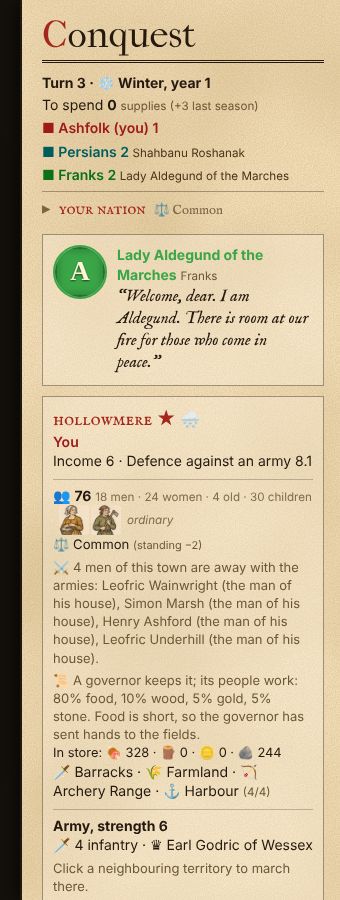 Conquest
Turn 3 · ❄️ Winter, year 1
To spend 0 supplies (+3 last season)
■ Ashfolk (you) 1
■ Persians 2 Shahbanu Roshanak
■ Franks 2 Lady Aldegund of the Marches
▶ YOUR NATION ⚖️ Common
A
Lady Aldegund of the
Marches Franks
“Welcome, dear. I am
Aldegund. There is room at our
fire for those who come in
peace.”
HOLLOWMERE ★ 🌨️
You
Income 6 · Defence against an army 8.1
👥 76 18 men · 24 women · 4 old · 30 children
ordinary
⚖️ Common (standing −2)
⚔️ 4 men of this town are away with the
armies: Leofric Wainwright (the man of
his house), Simon Marsh (the man of his
house), Henry Ashford (the man of his
house), Leofric Underhill (the man of his
house).
📜 A governor keeps it; its people work:
80% food, 10% wood, 5% gold, 5%
stone. Food is short, so the governor has
sent hands to the fields.
In store: 🍖 328 · 🪵 0 · 🪙 0 · 🪨 244
🗡️ Barracks · 🌾 Farmland · 🏹
Archery Range · ⚓ Harbour (4/4)
Army, strength 6
🗡️ 4 infantry · ♛ Earl Godric of Wessex
Click a neighbouring territory to march
there.